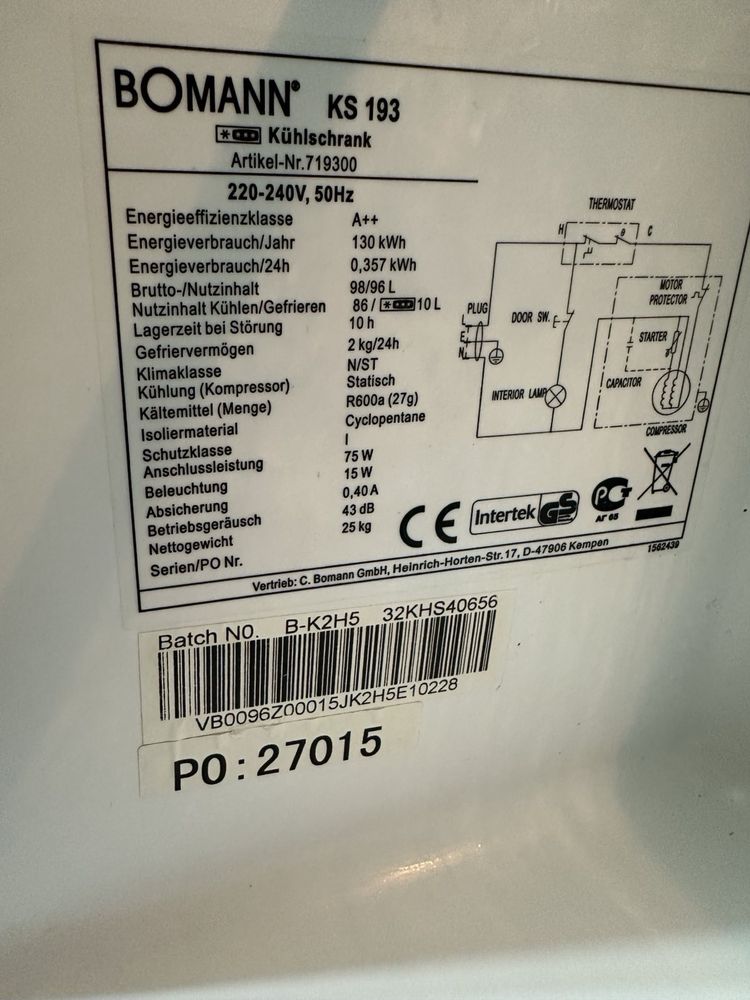 BOMANN® KS 193
Kühlschrank
Artikel-Nr.719300
220-240V, 50Hz
Energieeffizienzklasse A++
Energieverbrauch/Jahr 130 kWh
Energieverbrauch/24h 0,357 kWh
Brutto-/Nutzinhalt 98/96 L
Nutzinhalt Kühlen/Gefrieren 86 / 10 L
Lagerzeit bei Störung 10 h
Gefriervermögen 2 kg/24h
Klimaklasse N/ST
Kühlung (Kompressor) Statisch
Kältemittel (Menge) R600a (27g)
Isoliermaterial Cyclopentane
Schutzklasse I
Anschlussleistung 75 W
Beleuchtung 15 W
Absicherung 0,40 A
Betriebsgeräusch 43 dB
Nettogewicht 25 kg
Serien/PO Nr.
THERMOSTAT
H
θ
C
MOTOR
PROTECTOR
PLUG
L
E
N
DOOR SW.
STARTER
INTERIOR LAMP
CAPACITOR
COMPRESSOR
CE
Intertek GS
АГ 65
1562439
Vertrieb: C. Bomann GmbH, Heinrich-Horten-Str. 17, D-47906 Kempen
Batch N0. B-K2H5 32KHS40656
VB0096Z00015JK2H5E10228
PO: 27015